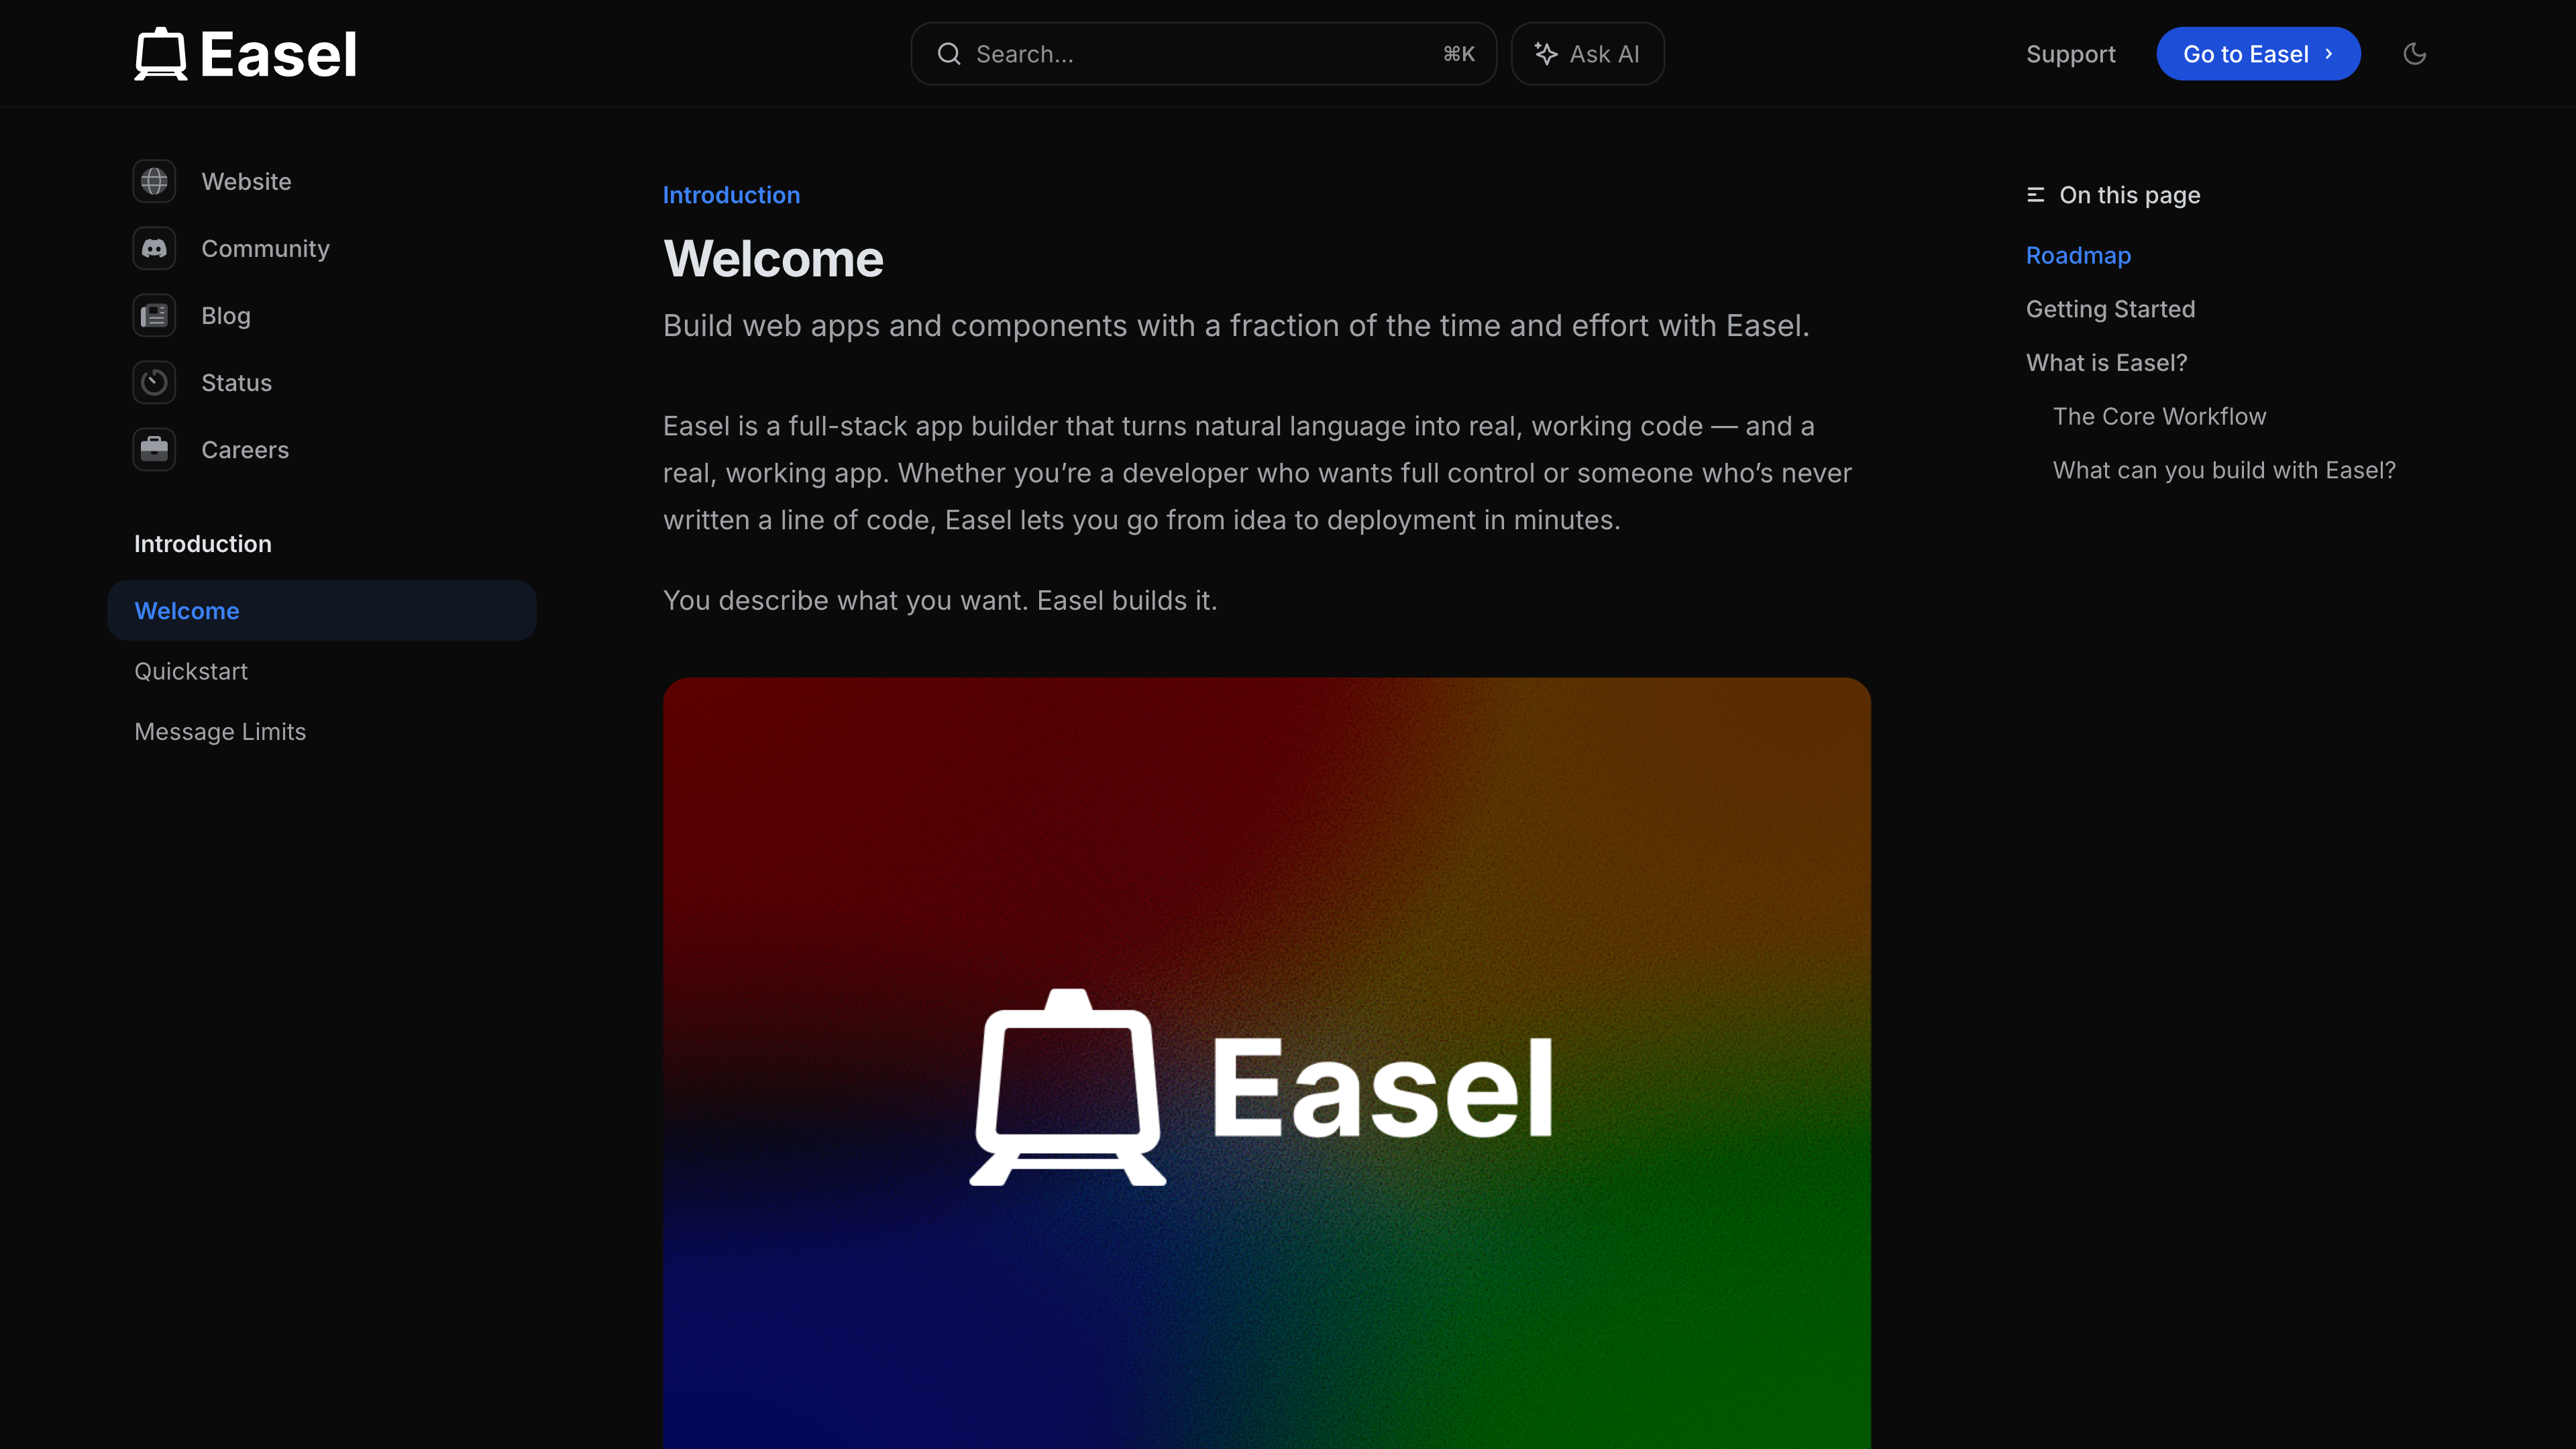 Easel
Search...
⌘K
Ask AI
Support
Go to Easel
Website
Community
Blog
Status
Careers
Introduction
Welcome
Quickstart
Message Limits
Introduction
Welcome
Build web apps and components with a fraction of the time and effort with Easel.
Easel is a full-stack app builder that turns natural language into real, working code — and a
real, working app. Whether you’re a developer who wants full control or someone who’s never
written a line of code, Easel lets you go from idea to deployment in minutes.
You describe what you want. Easel builds it.
Easel
On this page
Roadmap
Getting Started
What is Easel?
The Core Workflow
What can you build with Easel?